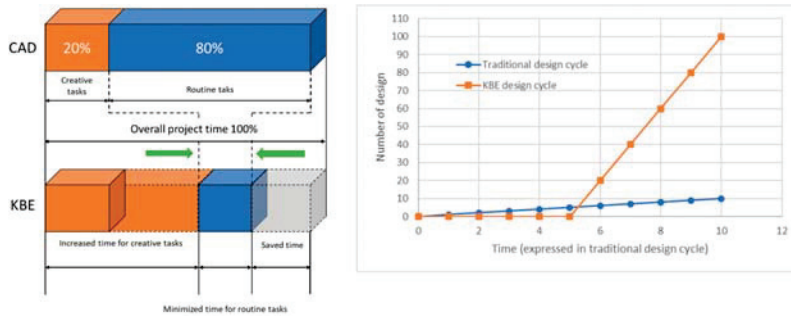 CAD
20%
80%
Creative
tasks
Routine taks
Overall project time 100%
KBE
Increased time for creative tasks
Saved time
Minimized time for routine tasks
Number of design
110
100
90
80
70
60
50
40
30
20
10
0
Traditional design cycle
KBE design cycle
0 2 4 6 8 10 12
Time (expressed in traditional design cycle)